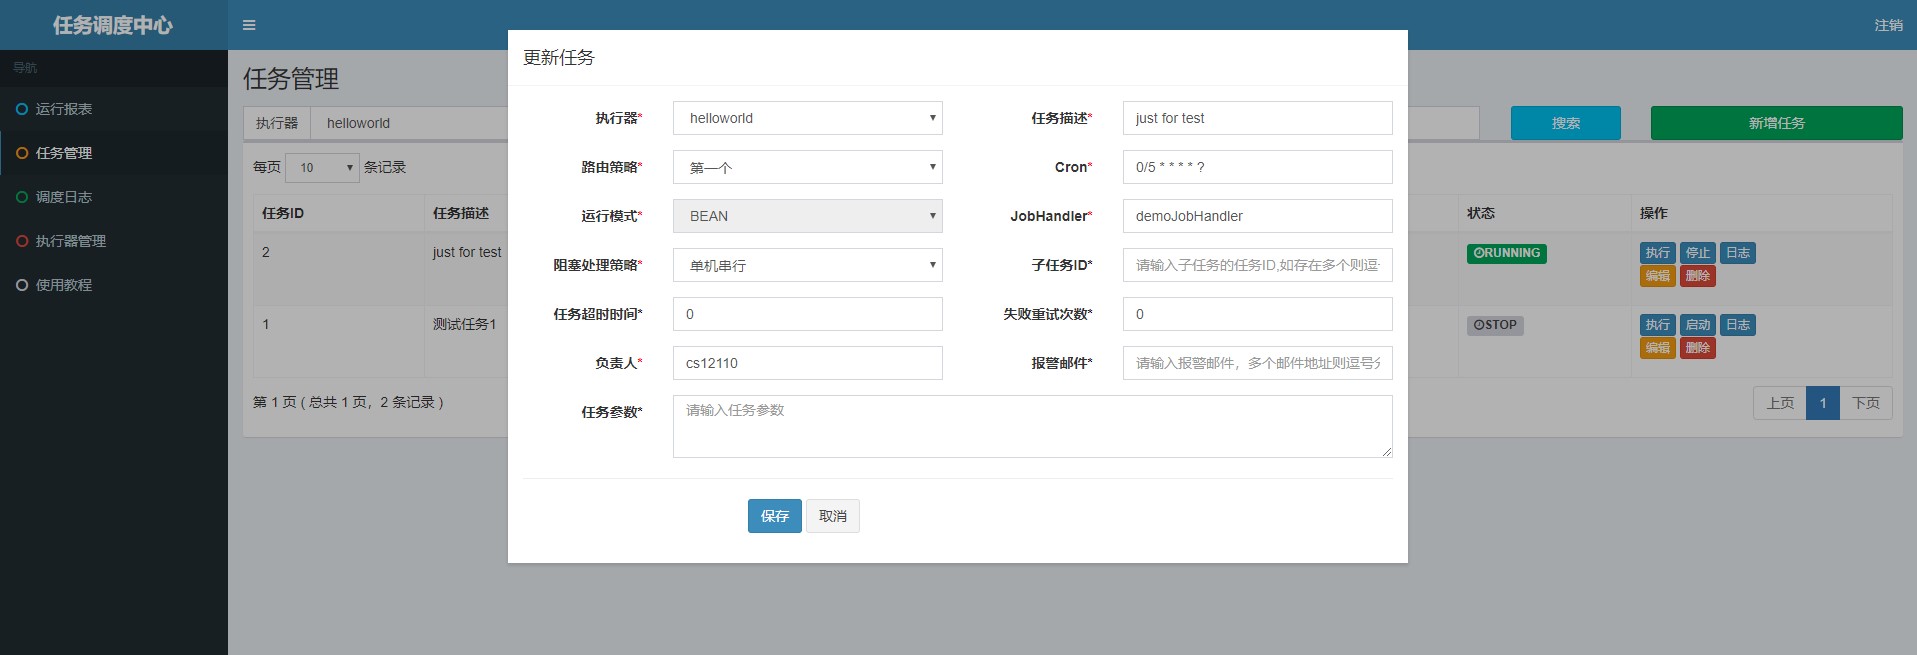 任务调度中心
注销
导航
运行报表
任务管理
调度日志
执行器管理
使用教程
任务管理
执行器 helloworld
搜索 新增任务
每页 10 条记录
任务ID 任务描述 状态 操作
2 just for test RUNNING 执行 停止 日志
编辑 删除
1 测试任务1 STOP 执行 启动 日志
编辑 删除
第 1 页 ( 总共 1 页，2 条记录 )
上页 1 下页
更新任务
执行器* helloworld 任务描述* just for test
路由策略* 第一个 Cron* 0/5 * * * * ?
运行模式* BEAN JobHandler* demoJobHandler
阻塞处理策略* 单机串行 子任务ID* 请输入子任务的任务ID,如存在多个则逗
任务超时时间* 0 失败重试次数* 0
负责人* cs12110 报警邮件* 请输入报警邮件，多个邮件地址则逗号
任务参数* 请输入任务参数
保存 取消